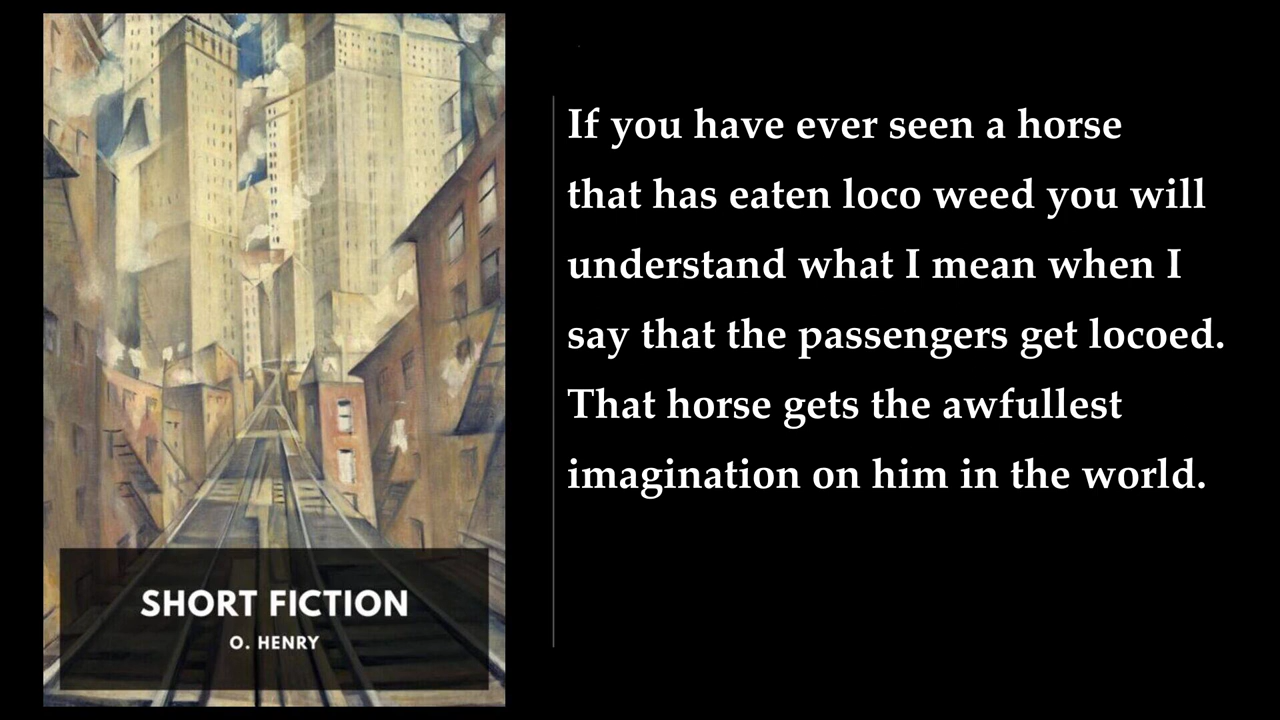 SHORT FICTION
O. HENRY
If you have ever seen a horse
that has eaten loco weed you will
understand what I mean when I
say that the passengers get locoed.
That horse gets the awfullest
imagination on him in the world.